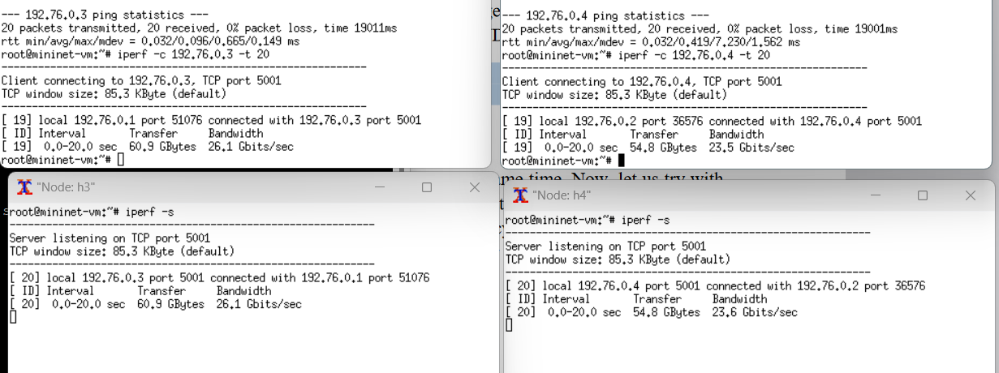 --- 192.76.0.3 ping statistics ---
20 packets transmitted, 20 received, 0% packet loss, time 19011ms
rtt min/avg/max/mdev = 0.032/0.096/0.665/0.149 ms
root@mininet-vm:~# iperf -c 192.76.0.3 -t 20
------------------------------------------------------------
Client connecting to 192.76.0.3, TCP port 5001
TCP window size: 85.3 KByte (default)
------------------------------------------------------------
[ 19] local 192.76.0.1 port 51076 connected with 192.76.0.3 port 5001
[ ID] Interval Transfer Bandwidth
[ 19] 0.0-20.0 sec 60.9 GBytes 26.1 Gbits/sec
root@mininet-vm:~#
--- 192.76.0.4 ping statistics ---
20 packets transmitted, 20 received, 0% packet loss, time 19001ms
rtt min/avg/max/mdev = 0.032/0.419/7.230/1.562 ms
root@mininet-vm:~# iperf -c 192.76.0.4 -t 20
------------------------------------------------------------
Client connecting to 192.76.0.4, TCP port 5001
TCP window size: 85.3 KByte (default)
------------------------------------------------------------
[ 19] local 192.76.0.2 port 36576 connected with 192.76.0.4 port 5001
[ ID] Interval Transfer Bandwidth
[ 19] 0.0-20.0 sec 54.8 GBytes 23.5 Gbits/sec
root@mininet-vm:~#
me time. Now, let us try with
"Node: h3"
root@mininet-vm:~# iperf -s
------------------------------------------------------------
Server listening on TCP port 5001
TCP window size: 85.3 KByte (default)
------------------------------------------------------------
[ 20] local 192.76.0.3 port 5001 connected with 192.76.0.1 port 51076
[ ID] Interval Transfer Bandwidth
[ 20] 0.0-20.0 sec 60.9 GBytes 26.1 Gbits/sec
"Node: h4"
root@mininet-vm:~# iperf -s
------------------------------------------------------------
Server listening on TCP port 5001
TCP window size: 85.3 KByte (default)
------------------------------------------------------------
[ 20] local 192.76.0.4 port 5001 connected with 192.76.0.2 port 36576
[ ID] Interval Transfer Bandwidth
[ 20] 0.0-20.0 sec 54.8 GBytes 23.6 Gbits/sec